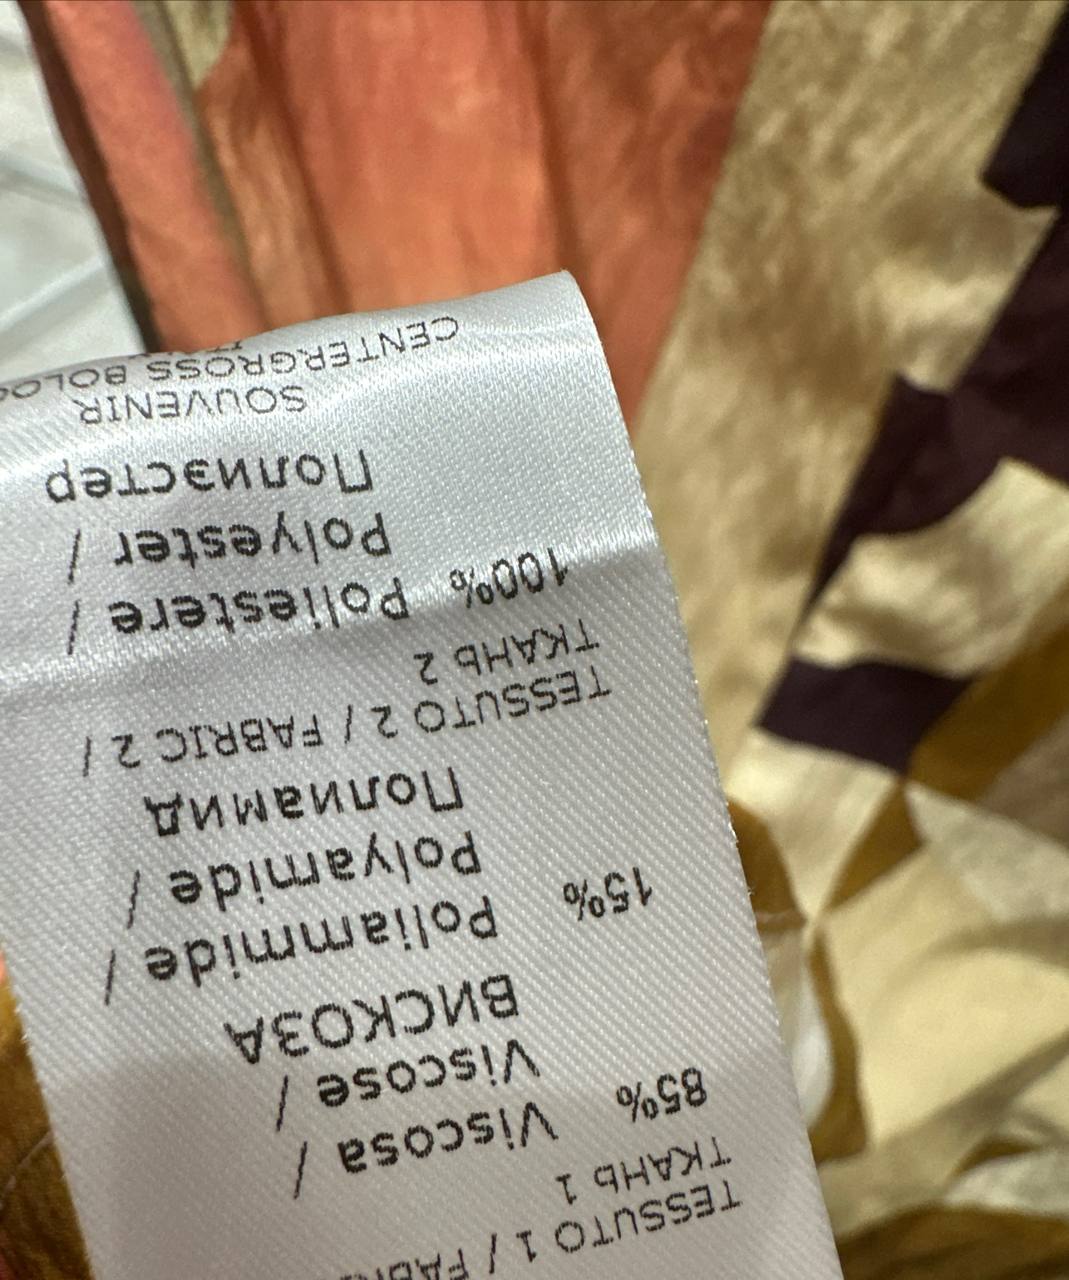 TESSUTO 1 /
ТКАНЬ 1
85% Viscosa /
Viscose /
ВИСКОЗА
15% Poliammide /
Polyamide /
Полиамид
TESSUTO 2 / FABRIC 2 /
ТКАНЬ 2
100% Poliestere /
Polyester /
Полиэстер
SOUVENIR
CENTERGROSS